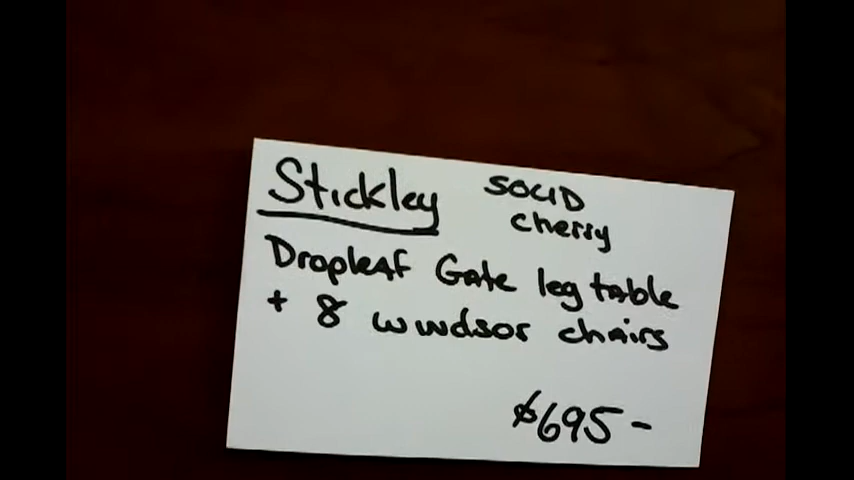 Stickley SOLID
cherry
Dropleaf Gate leg table
+ 8 windsor chairs
$695-